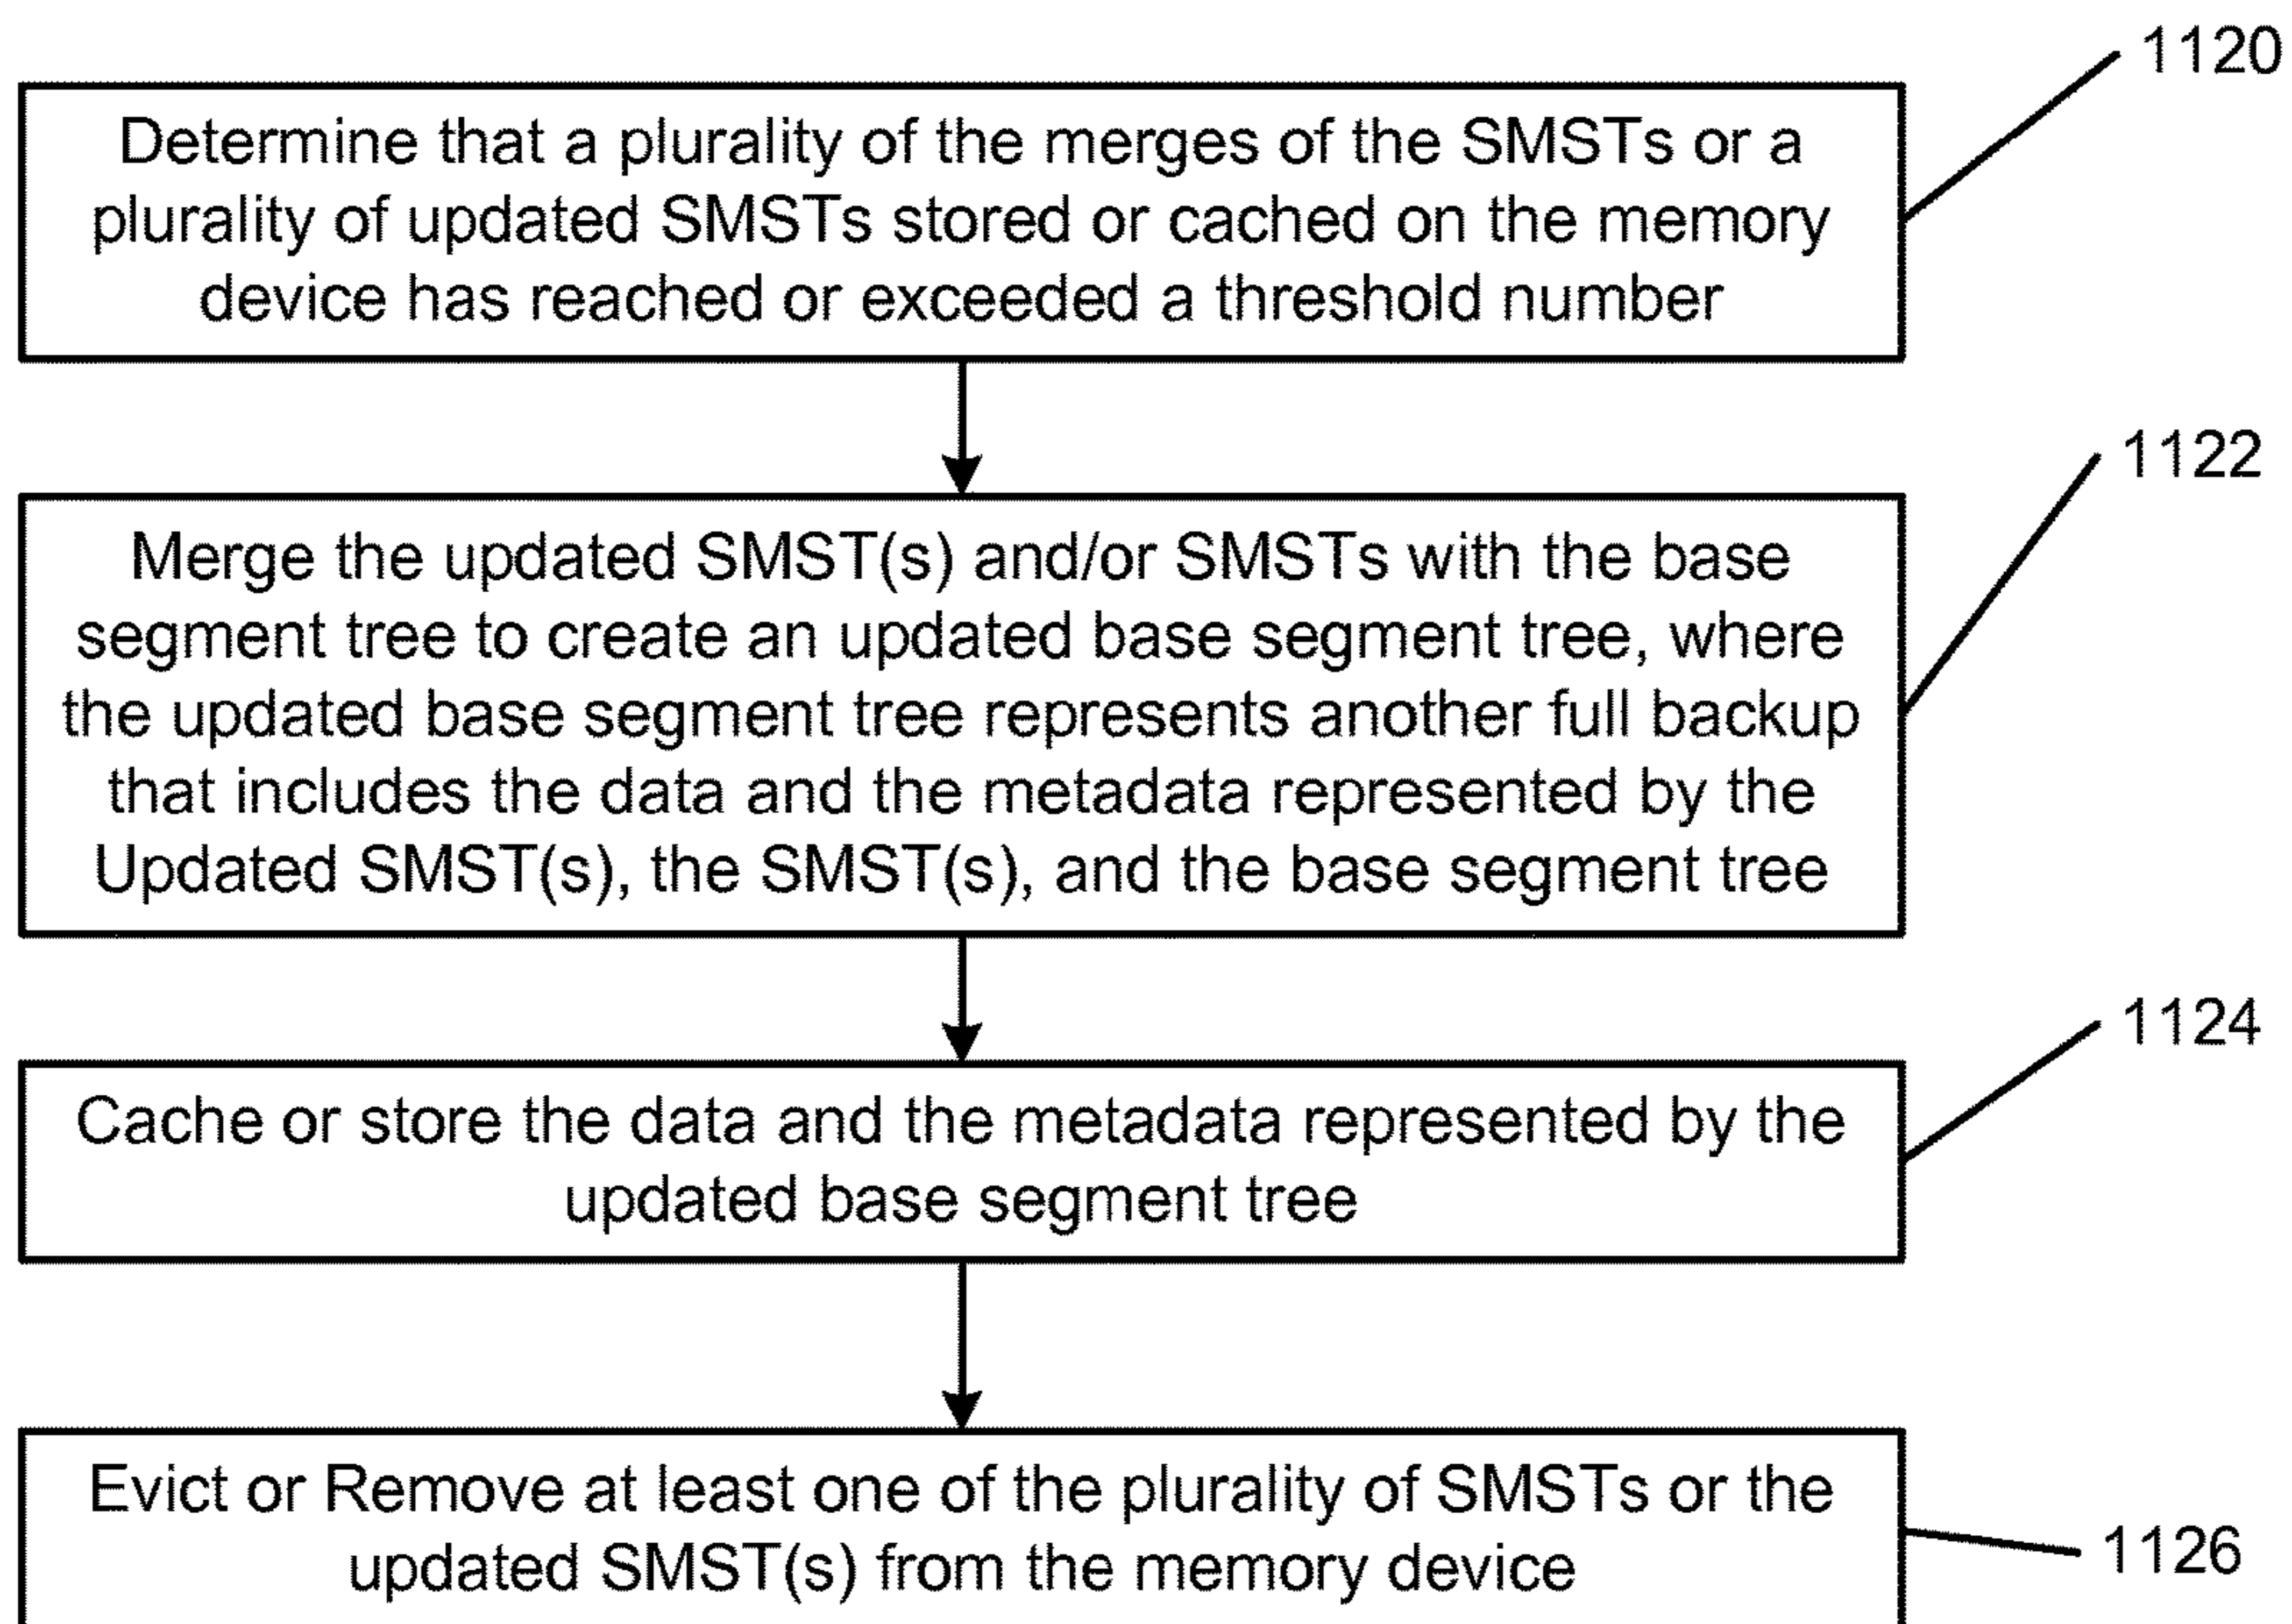 1120
Determine that a plurality of the merges of the SMSTs or a
plurality of updated SMSTs stored or cached on the memory
device has reached or exceeded a threshold number
1122
Merge the updated SMST(s) and/or SMSTs with the base
segment tree to create an updated base segment tree, where
the updated base segment tree represents another full backup
that includes the data and the metadata represented by the
Updated SMST(s), the SMST(s), and the base segment tree
1124
Cache or store the data and the metadata represented by the
updated base segment tree
Evict or Remove at least one of the plurality of SMSTs or the
updated SMST(s) from the memory device
1126